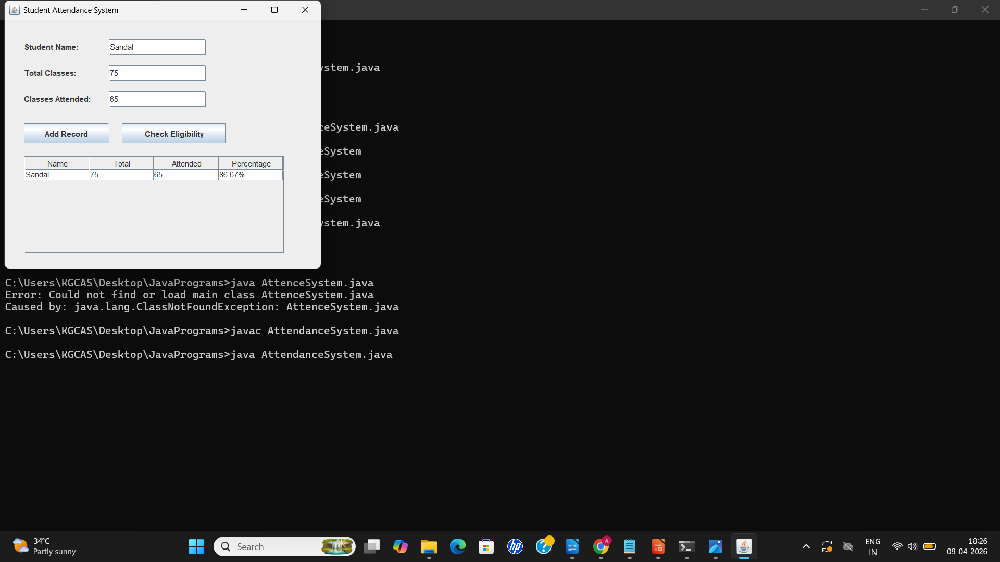 Student Attendance System
Student Name:
Sandal
Total Classes:
75
Classes Attended:
65
Add Record
Check Eligibility
Name Total Attended Percentage
Sandal 75 65 86.67%
ystem.java
ceSystem.java
eSystem
eSystem
eSystem
ystem.java
C:\Users\KGCAS\Desktop\JavaPrograms>java AttenceSystem.java
Error: Could not find or load main class AttenceSystem.java
Caused by: java.lang.ClassNotFoundException: AttenceSystem.java
C:\Users\KGCAS\Desktop\JavaPrograms>javac AttendanceSystem.java
C:\Users\KGCAS\Desktop\JavaPrograms>java AttendanceSystem.java
34°C
Partly sunny
Search
hp
?
A
ENG
IN
18:26
09-04-2026